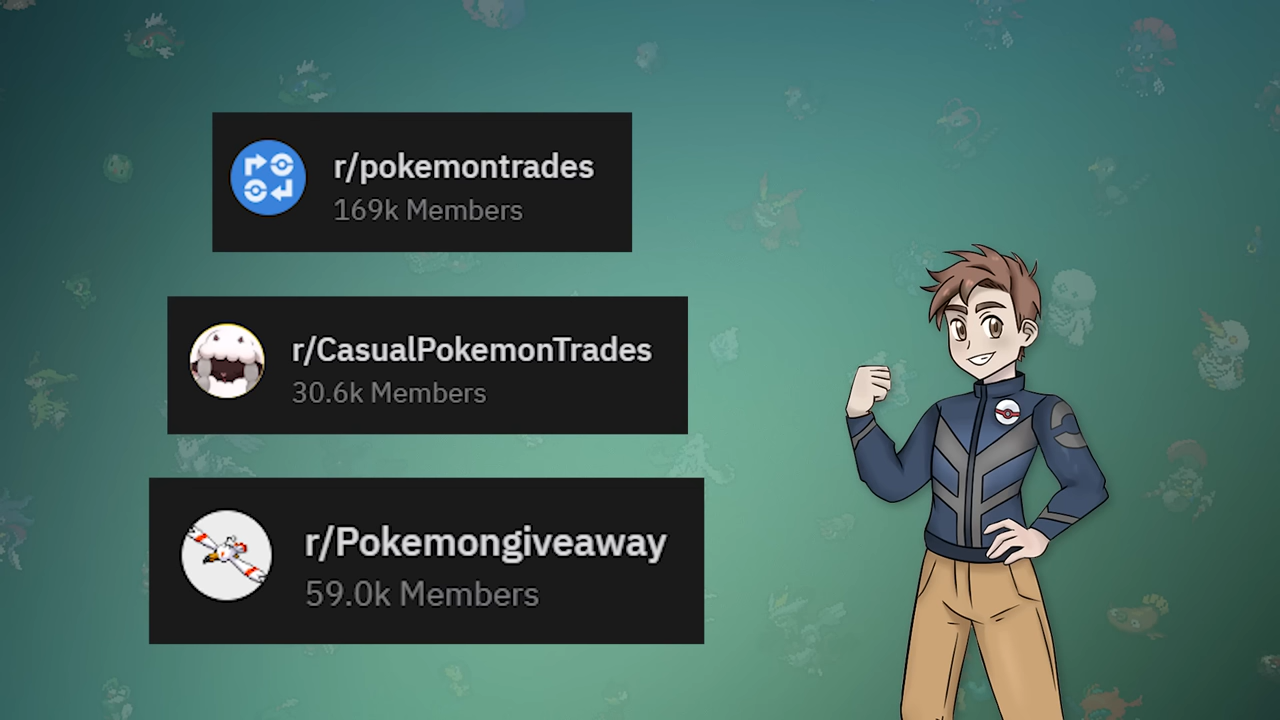 r/pokemontrades
169k Members
r/CasualPokemonTrades
30.6k Members
r/Pokemongiveaway
59.0k Members